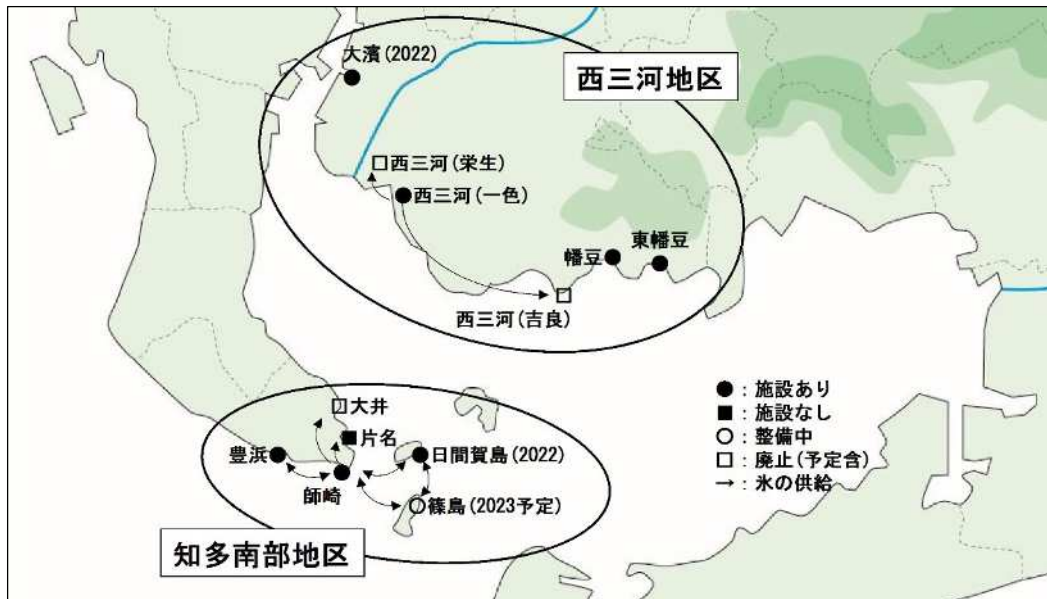 大濱(2022)
西三河地区
西三河(栄生)
西三河(一色)
東幡豆
幡豆
西三河(吉良)
大井
片名
豊浜
日間賀島(2022)
師崎
篠島(2023予定)
知多南部地区
●:施設あり
■:施設なし
○:整備中
□:廃止(予定含)
→:氷の供給